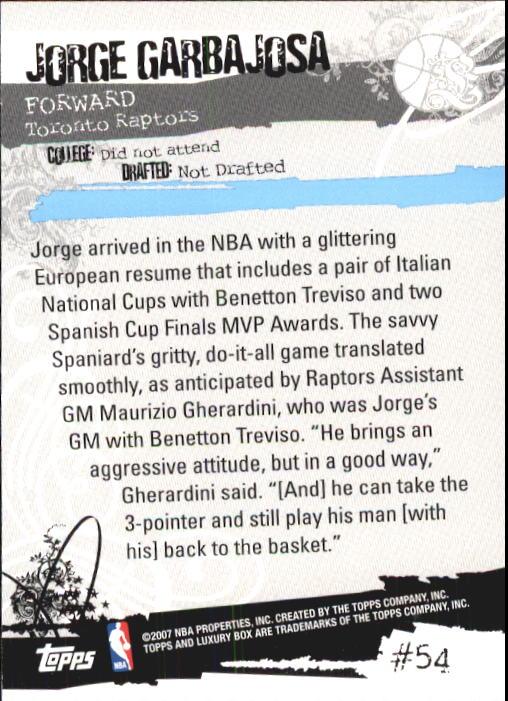 JORGE GARBAJOSA
FORWARD
Toronto Raptors
COLLEGE: Did not attend
DRAFTED: Not Drafted
Jorge arrived in the NBA with a glittering
European resume that includes a pair of Italian
National Cups with Benetton Treviso and two
Spanish Cup Finals MVP Awards. The savvy
Spaniard's gritty, do-it-all game translated
smoothly, as anticipated by Raptors Assistant
GM Maurizio Gherardini, who was Jorge's
GM with Benetton Treviso. "He brings an
aggressive attitude, but in a good way,"
Gherardini said. "[And] he can take the
3-pointer and still play his man [with
his] back to the basket."
©2007 NBA PROPERTIES, INC. CREATED BY THE TOPPS COMPANY, INC.
TOPPS AND LUXURY BOX ARE TRADEMARKS OF THE TOPPS COMPANY, INC.
Topps
NBA
#54